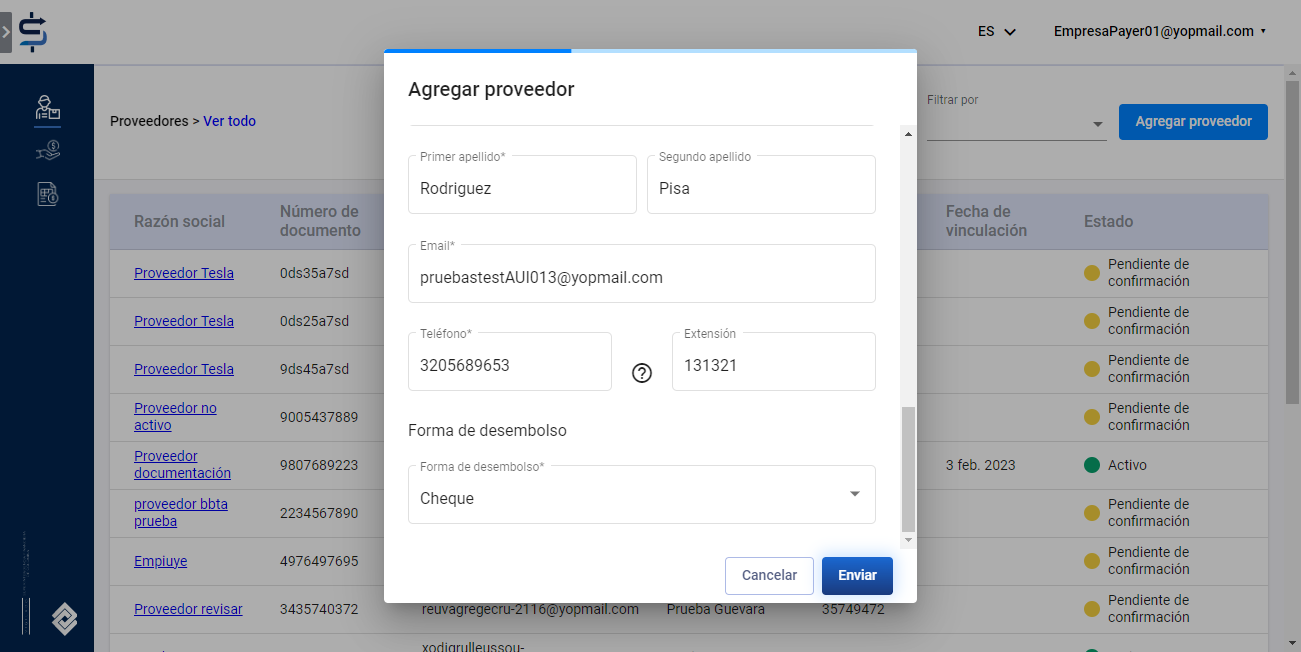 ES
EmpresaPayer01@yopmail.com
Proveedores > Ver todo
Filtrar por
Agregar proveedor
Agregar proveedor
Primer apellido*
Rodriguez
Segundo apellido
Pisa
Email*
pruebastestAUI013@yopmail.com
Teléfono*
3205689653
?
Extensión
131321
Forma de desembolso
Forma de desembolso*
Cheque
Cancelar
Enviar
Razón social
Número de
documento
Fecha de
vinculación
Estado
Proveedor Tesla
0ds35a7sd
Pendiente de
confirmación
Proveedor Tesla
0ds25a7sd
Pendiente de
confirmación
Proveedor Tesla
9ds45a7sd
Pendiente de
confirmación
Proveedor no
activo
9005437889
Pendiente de
confirmación
Proveedor
documentación
9807689223
3 feb. 2023
Activo
proveedor bbta
prueba
2234567890
Pendiente de
confirmación
Empiuye
4976497695
Pendiente de
confirmación
Proveedor revisar
3435740372
reuvagregecru-2116@yopmail.com
Prueba Guevara
35749472
Pendiente de
confirmación
xodigrulleussou-